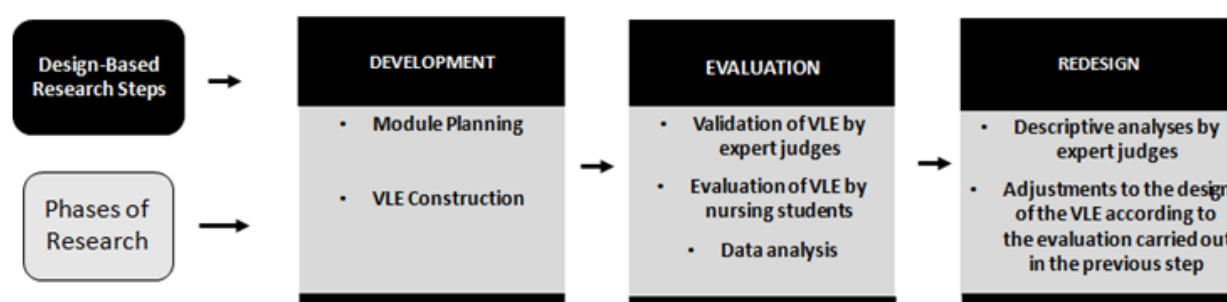 Design-Based
Research Steps
Phases of
Research
DEVELOPMENT
• Module Planning
• VLE Construction
EVALUATION
• Validation of VLE by
expert judges
• Evaluation of VLE by
nursing students
• Data analysis
REDESIGN
• Descriptive analyses by
expert judges
• Adjustments to the design
of the VLE according to
the evaluation carried out
in the previous step